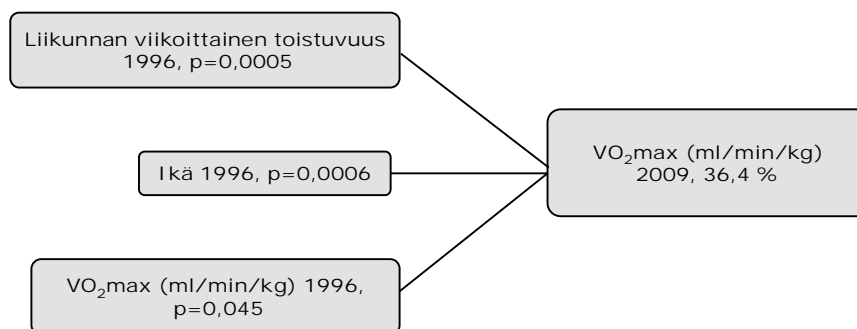 Liikunnan viikoittainen toistuvuus
1996, p=0,0005
Ikä 1996, p=0,0006
VO₂max (ml/min/kg)
2009, 36,4 %
VO₂max (ml/min/kg) 1996,
p=0,045